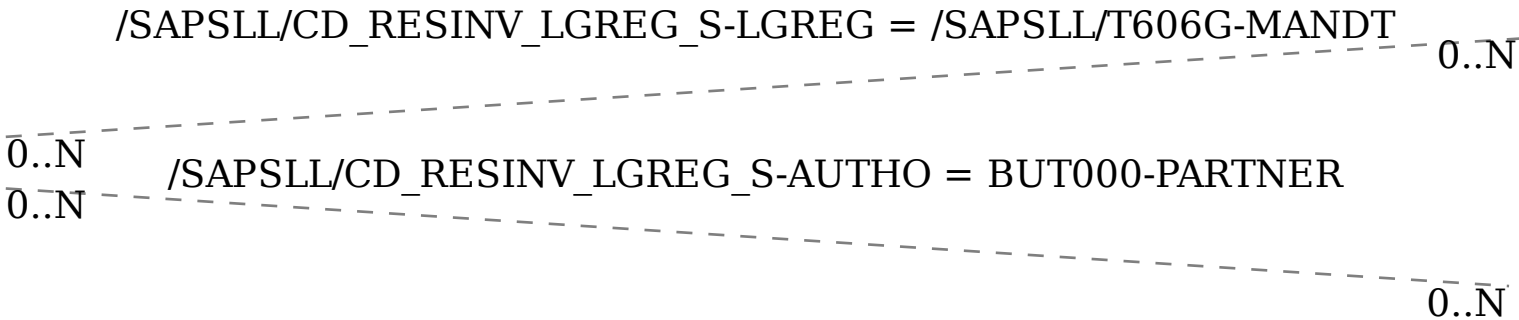 /SAPSLL/CD_RESINV_LGREG_S-LGREG = /SAPSLL/T606G-MANDT
0..N
0..N
/SAPSLL/CD_RESINV_LGREG_S-AUTHO = BUT000-PARTNER
0..N
0..N